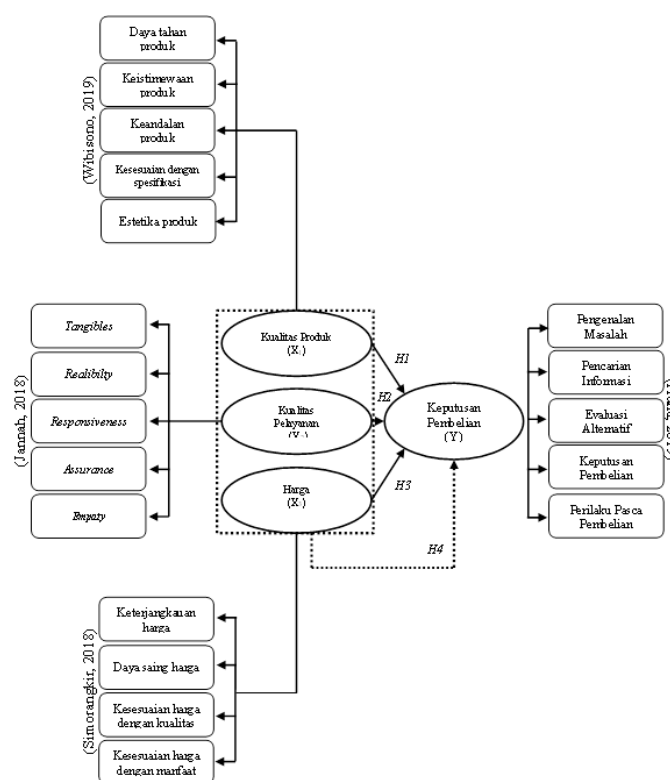 Daya tahan
produk
Keistimewaan
produk
Keandalan
produk
Kesesuaian dengan
spesifikasi
Estetika produk
(Wibisono, 2019)
Tangibles
Realibilty
Responsiveness
Assurance
Empaty
(Jannah, 2018)
Kualitas Produk
(X
Kualitas
Pelayanan
Harga
(X
H1
H2
H3
H4
Keputusan
Pembelian
(Y)
Pengenalan
Masalah
Pencarian
Informasi
Evaluasi
Alternatif
Keputusan
Pembelian
Perilaku Pasca
Pembelian
Keterjangkauan
harga
Daya saing harga
Kesesuaian harga
dengan kualitas
Kesesuaian harga
dengan manfaat
(Simorangkir, 2018)